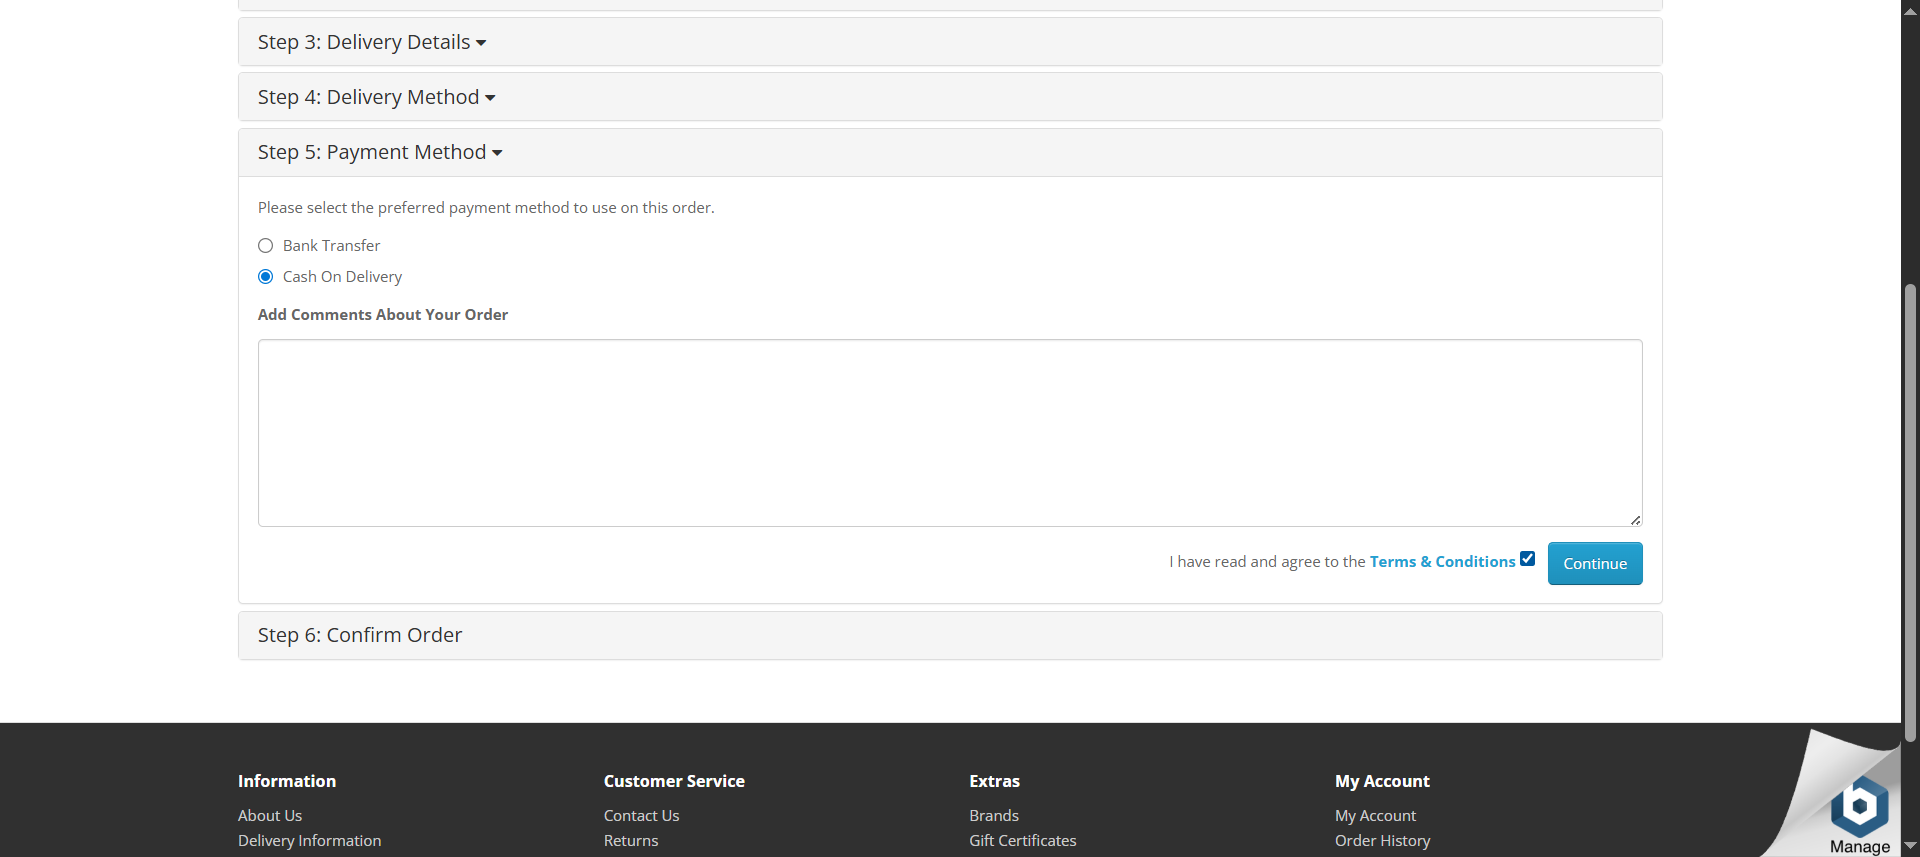 Step 3: Delivery Details
Step 4: Delivery Method
Step 5: Payment Method
Please select the preferred payment method to use on this order.
Bank Transfer
Cash On Delivery
Add Comments About Your Order
I have read and agree to the Terms & Conditions
Continue
Step 6: Confirm Order
Information
Customer Service
Extras
My Account
About Us
Contact Us
Brands
My Account
Delivery Information
Returns
Gift Certificates
Order History
b
Manage